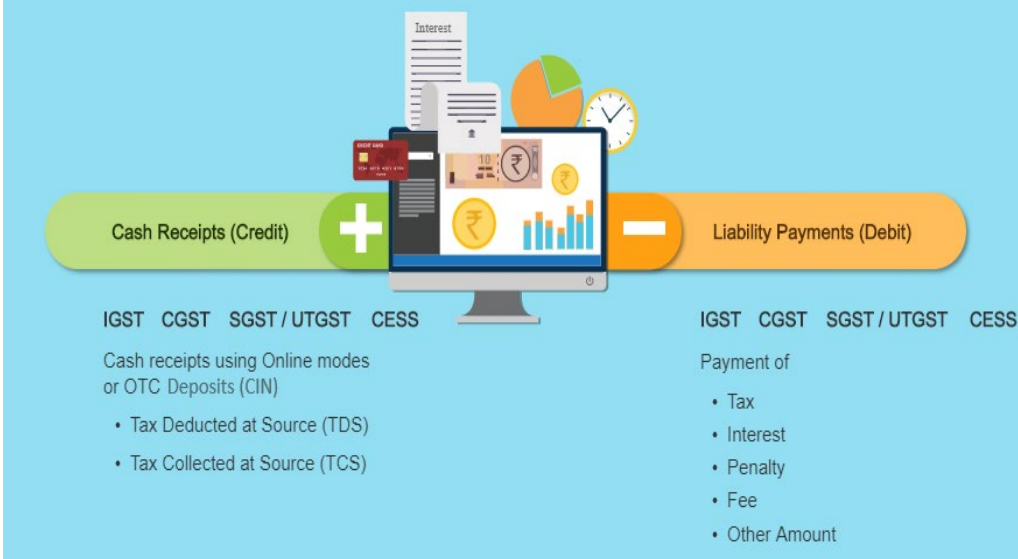 Interest
10
₹
₹
₹
Cash Receipts (Credit)
+
−
Liability Payments (Debit)
IGST CGST SGST / UTGST CESS
Cash receipts using Online modes
or OTC Deposits (CIN)
• Tax Deducted at Source (TDS)
• Tax Collected at Source (TCS)
IGST CGST SGST / UTGST CESS
Payment of
• Tax
• Interest
• Penalty
• Fee
• Other Amount